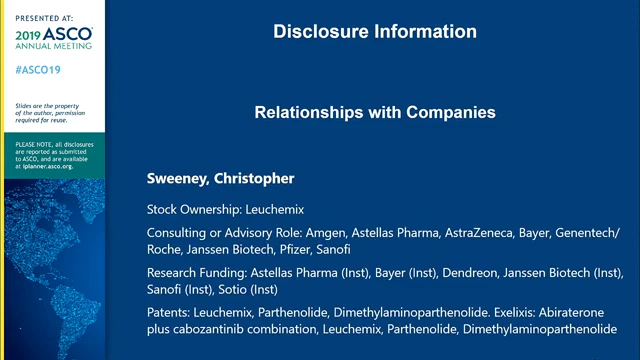 PRESENTED AT:
2019 ASCO
ANNUAL MEETING
#ASCO19
Slides are the property
of the author, permission
required for reuse.
PLEASE NOTE, all disclosures
are reported as submitted
to ASCO, and are available
at iplanner.asco.org.
Disclosure Information
Relationships with Companies
Sweeney, Christopher
Stock Ownership: Leuchemix
Consulting or Advisory Role: Amgen, Astellas Pharma, AstraZeneca, Bayer, Genentech/
Roche, Janssen Biotech, Pfizer, Sanofi
Research Funding: Astellas Pharma (Inst), Bayer (Inst), Dendreon, Janssen Biotech (Inst),
Sanofi (Inst), Sotio (Inst)
Patents: Leuchemix, Parthenolide, Dimethylaminoparthenolide. Exelixis: Abiraterone
plus cabozantinib combination, Leuchemix, Parthenolide, Dimethylaminoparthenolide